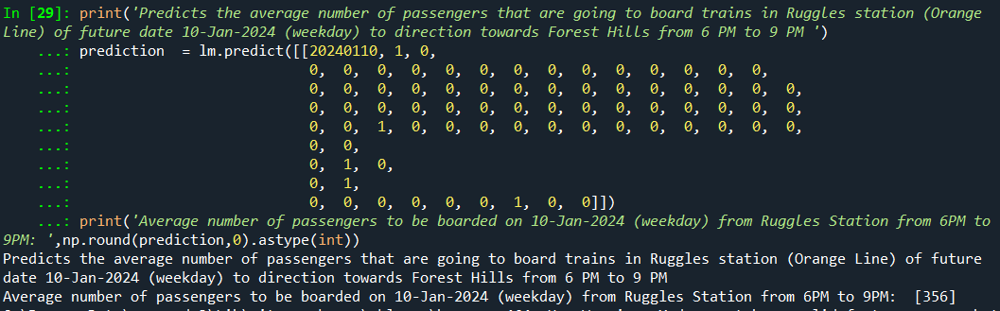 In [29]: print('Predicts the average number of passengers that are going to board trains in Ruggles station (Orange
Line) of future date 10-Jan-2024 (weekday) to direction towards Forest Hills from 6 PM to 9 PM ')
...: prediction  = lm.predict([[20240110, 1, 0,
...: 0, 0, 0, 0, 0, 0, 0, 0, 0, 0, 0, 0, 0, 0,
...: 0, 0, 0, 0, 0, 0, 0, 0, 0, 0, 0, 0, 0, 0, 0,
...: 0, 0, 0, 0, 0, 0, 0, 0, 0, 0, 0, 0, 0, 0, 0,
...: 0, 0, 1, 0, 0, 0, 0, 0, 0, 0, 0, 0, 0, 0, 0,
...: 0, 0,
...: 0, 1, 0,
...: 0, 1,
...: 0, 0, 0, 0, 0, 0, 1, 0, 0]])
...: print('Average number of passengers to be boarded on 10-Jan-2024 (weekday) from Ruggles Station from 6PM to
9PM: ',np.round(prediction,0).astype(int))
Predicts the average number of passengers that are going to board trains in Ruggles station (Orange Line) of future
date 10-Jan-2024 (weekday) to direction towards Forest Hills from 6 PM to 9 PM
Average number of passengers to be boarded on 10-Jan-2024 (weekday) from Ruggles Station from 6PM to 9PM:  [356]